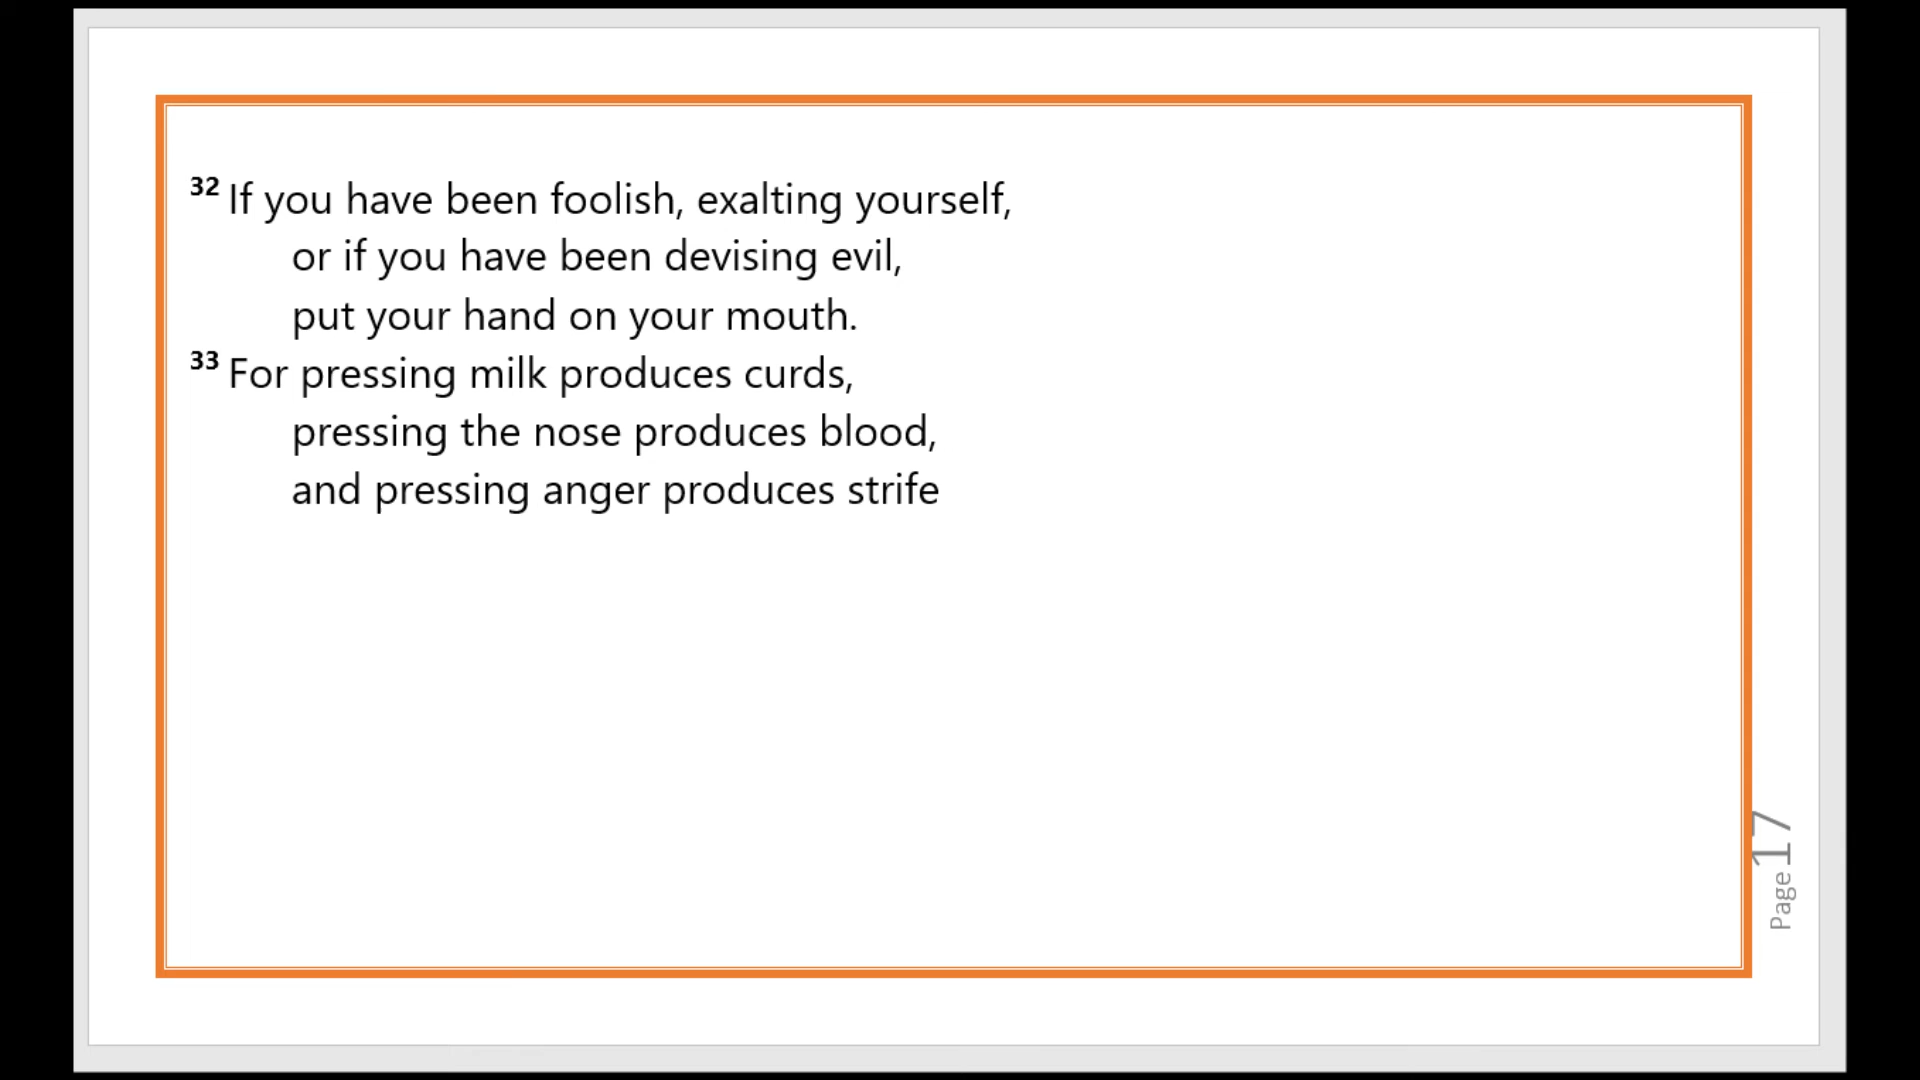 32 If you have been foolish, exalting yourself,
or if you have been devising evil,
put your hand on your mouth.
33 For pressing milk produces curds,
pressing the nose produces blood,
and pressing anger produces strife
Page 17